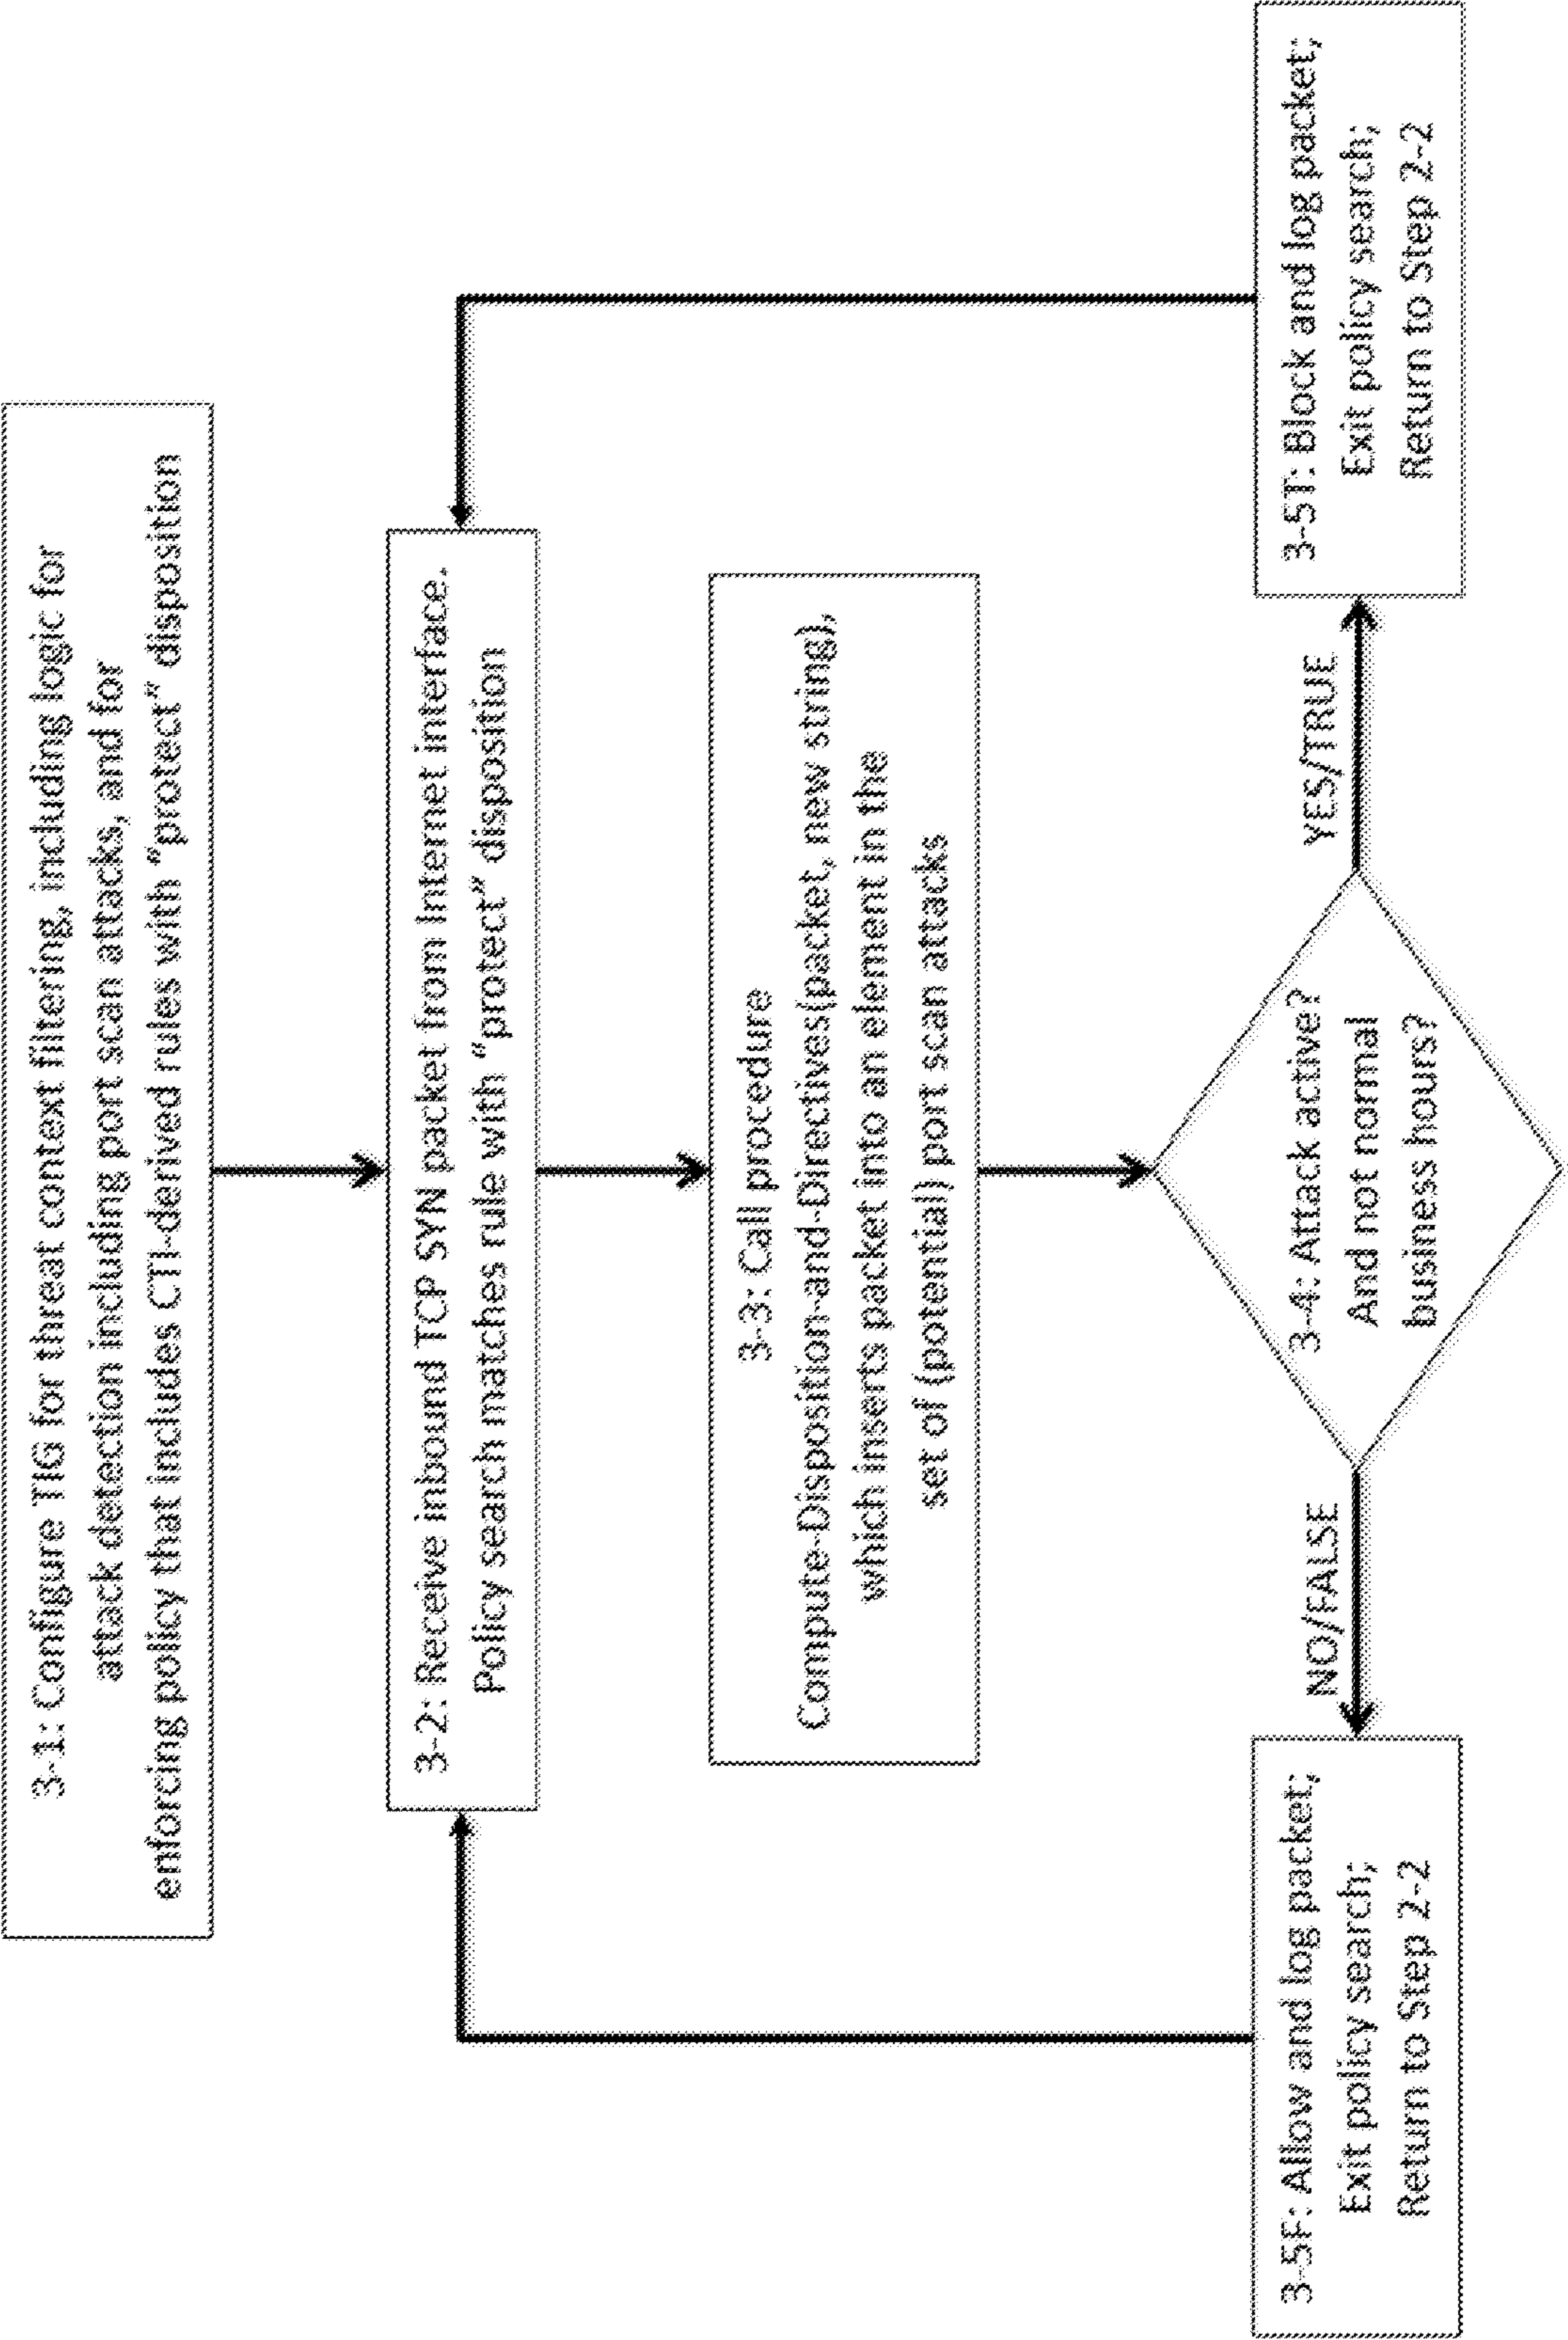 3-1: Configure TIG for threat context filtering, including logic for
attack detection including port scan attacks, and for
enforcing policy that includes CTI-derived rules with "protect" disposition
3-2: Receive inbound TCP SYN packet from Internet interface.
Policy search matches rule with "protect" disposition
3-3: Call procedure
Compute-Disposition-and-Directives(packet, new string),
which inserts packet into an element in the
set of (potential) port scan attacks
3-4: Attack active?
And not normal
business hours?
NO/FALSE
YES/TRUE
3-5F: Allow and log packet;
Exit policy search;
Return to Step 2-2
3-5T: Block and log packet;
Exit policy search;
Return to Step 2-2